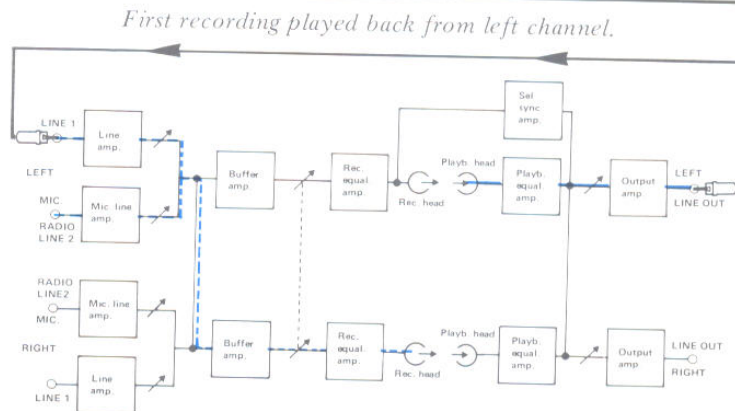 First recording played back from left channel.
Sel
sync
amp.
LINE 1
Line
amp.
LEFT
Buffer
amp.
Rec.
equal.
amp.
Playb. head
Rec. head
Playb.
equal.
amp.
Output
amp.
LEFT
LINE OUT
MIC.
RADIO
LINE 2
Mic. line
amp.
RADIO
LINE2
MIC.
Mic. line
amp.
RIGHT
Buffer
amp.
Rec.
equal.
amp.
Playb. head
Rec. head
Playb.
equal.
amp.
Output
amp.
LINE OUT
RIGHT
LINE 1
Line
amp.